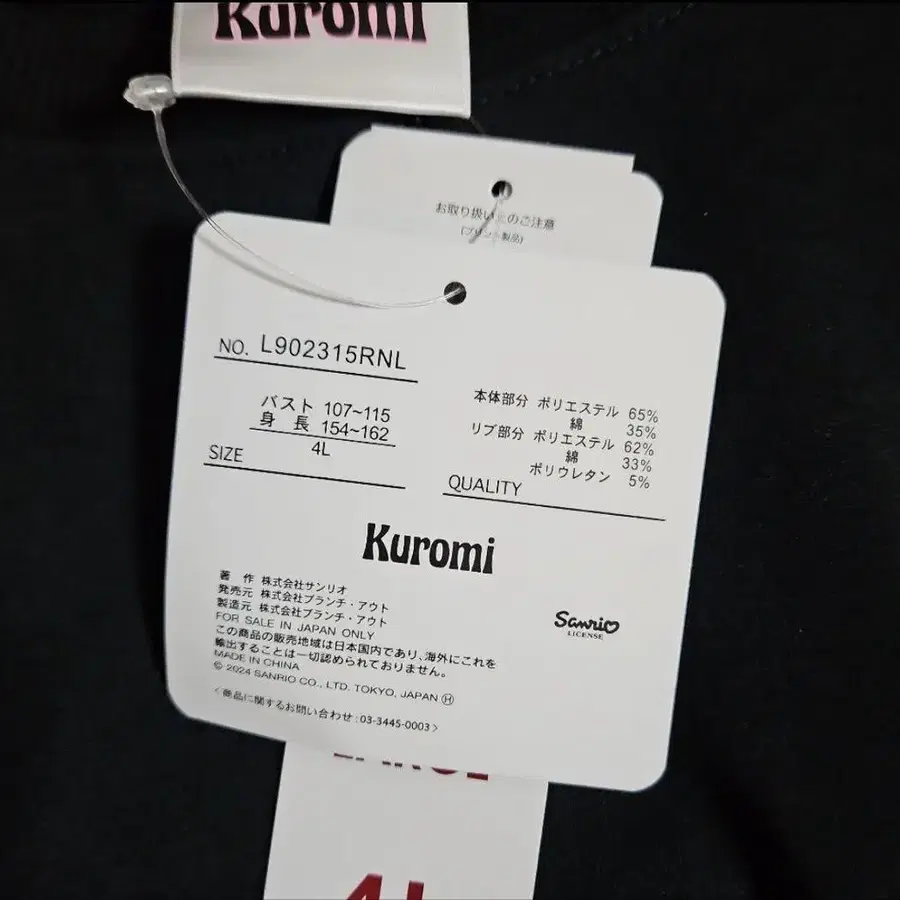 Kuromi
お取り扱い上のご注意
(プリント製品)
NO. L902315RNL
バスト 107~115
身 長 154~162
SIZE 4L
本体部分 ポリエステル 65%
綿 35%
リブ部分 ポリエステル 62%
綿 33%
ポリウレタン 5%
QUALITY
Kuromi
著 作 株式会社サンリオ
発売元 株式会社ブランチ・アウト
製造元 株式会社ブランチ・アウト
FOR SALE IN JAPAN ONLY
この商品の販売地域は日本国内であり、海外にこれを
輸出することは一切認められておりません。
MADE IN CHINA
© 2024 SANRIO CO., LTD. TOKYO, JAPAN Ⓗ
〈商品に関するお問い合わせ:03-3445-0003〉
Sanrio
LICENSE
4L